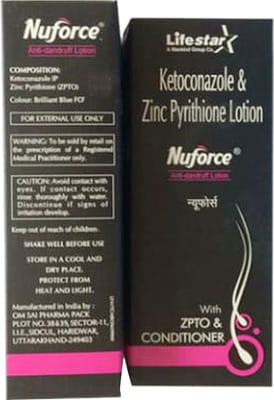 Nuforce®
Anti-dandruff Lotion
COMPOSITION:
Ketoconazole IP
Zinc Pyrithione (ZPTO)
Colour: Brilliant Blue FCF
FOR EXTERNAL USE ONLY
WARNING: To be sold by retail on
the prescription of a Registered
Medical Practitioner only.
CAUTION: Avoid contact with
eyes. If contact occurs,
rinse thoroughly with water.
Discontinue if signs of
irritation develop.
Keep out of reach of children.
SHAKE WELL BEFORE USE
STORE IN A COOL AND
DRY PLACE.
PROTECT FROM
HEAT AND LIGHT.
Manufactured in India by :
OM SAI PHARMA PACK
PLOT NO. 38&39, SECTOR-11,
I.I.E., SIDCUL, HARIDWAR,
UTTARAKHAND-249403
Lifestar
A Mankind Group Co.
Ketoconazole &
Zinc Pyrithione Lotion
Nuforce®
Anti-dandruff Lotion
न्यूफोर्स
With
ZPTO &
CONDITIONER